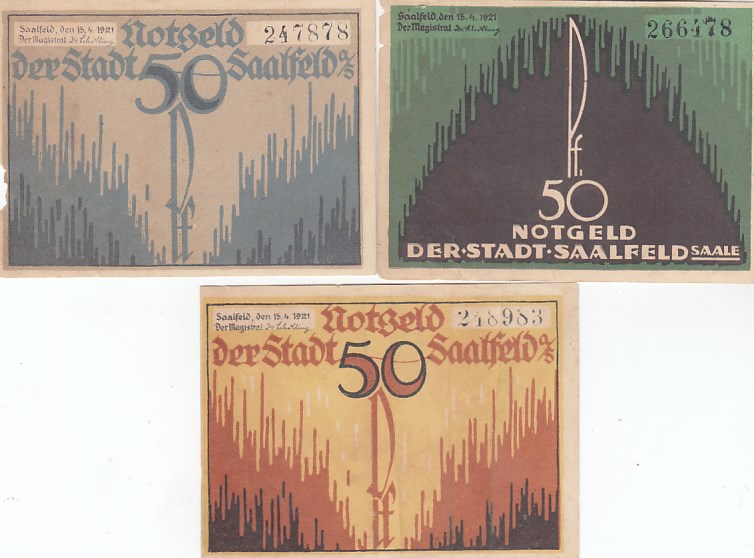 Saalfeld, den 15. 4. 1921
Der Magistrat
247878
Notgeld
der Stadt Saalfeld a/S
50
Pf
Saalfeld, den 15. 4. 1921
Der Magistrat
266478
Pf.
50
NOTGELD
DER·STADT·SAALFELD SAALE
Saalfeld, den 15. 4. 1921
Der Magistrat
248983
Notgeld
der Stadt Saalfeld a/S
50
Pf